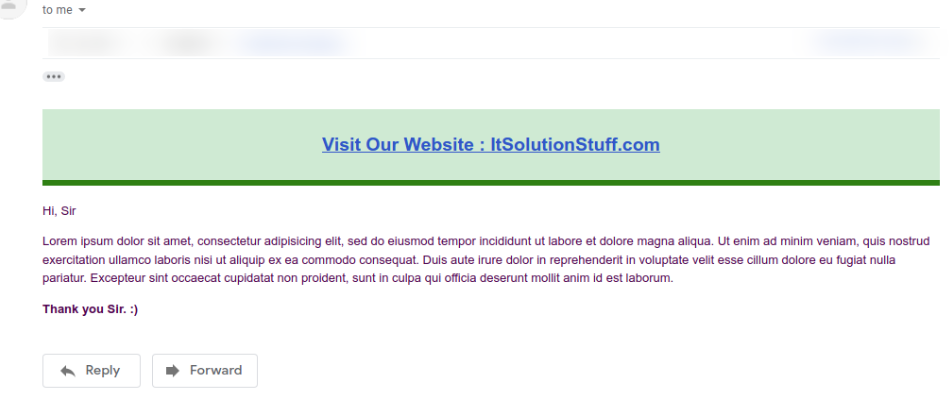 to me
Visit Our Website : ItSolutionStuff.com
Hi, Sir
Lorem ipsum dolor sit amet, consectetur adipisicing elit, sed do eiusmod tempor incididunt ut labore et dolore magna aliqua. Ut enim ad minim veniam, quis nostrud
exercitation ullamco laboris nisi ut aliquip ex ea commodo consequat. Duis aute irure dolor in reprehenderit in voluptate velit esse cillum dolore eu fugiat nulla
pariatur. Excepteur sint occaecat cupidatat non proident, sunt in culpa qui officia deserunt mollit anim id est laborum.
Thank you Sir. :)
Reply Forward